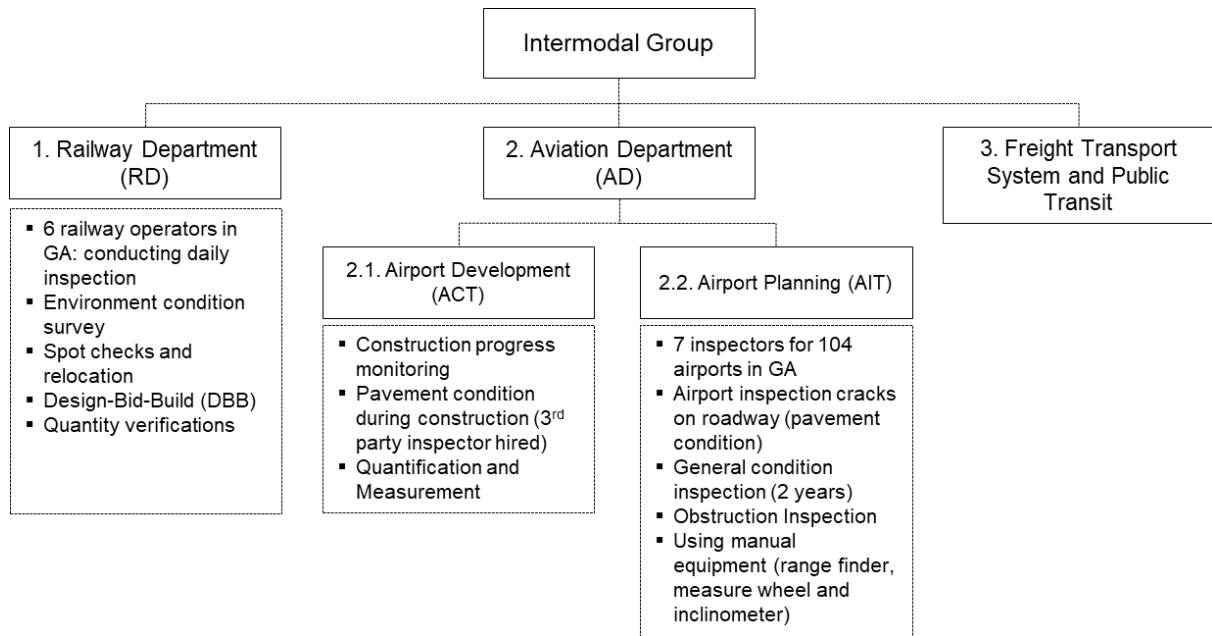 Intermodal Group
1. Railway Department
(RD)
▪ 6 railway operators in
GA: conducting daily
inspection
▪ Environment condition
survey
▪ Spot checks and
relocation
▪ Design-Bid-Build (DBB)
▪ Quantity verifications
2. Aviation Department
(AD)
2.1. Airport Development
(ACT)
▪ Construction progress
monitoring
▪ Pavement condition
during construction (3rd
party inspector hired)
▪ Quantification and
Measurement
2.2. Airport Planning (AIT)
▪ 7 inspectors for 104
airports in GA
▪ Airport inspection cracks
on roadway (pavement
condition)
▪ General condition
inspection (2 years)
▪ Obstruction Inspection
▪ Using manual
equipment (range finder,
measure wheel and
inclinometer)
3. Freight Transport
System and Public
Transit